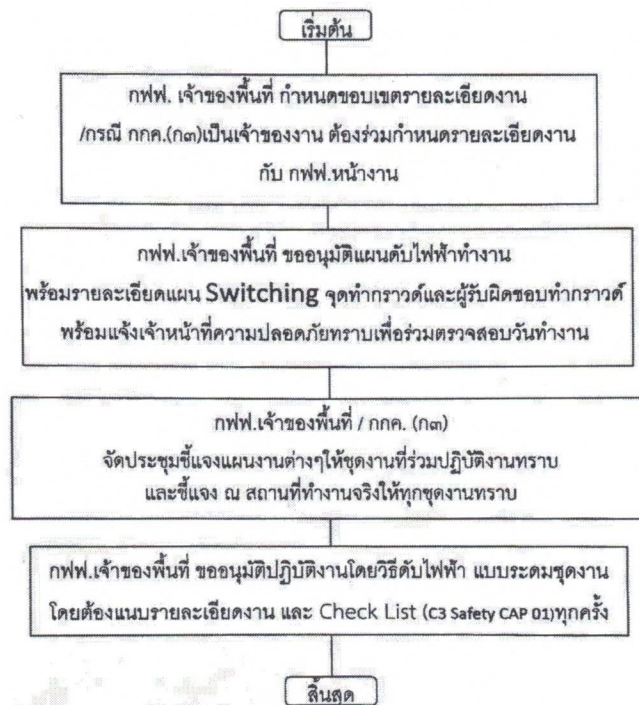 เริ่มต้น
กฟฟ. เจ้าของพื้นที่ กำหนดขอบเขตรายละเอียดงาน
/กรณี กกค.(ก๓)เป็นเจ้าของงาน ต้องร่วมกำหนดรายละเอียดงาน
กับ กฟฟ.หน้างาน
กฟฟ.เจ้าของพื้นที่ ขออนุมัติแผนดับไฟฟ้าทำงาน
พร้อมรายละเอียดแผน Switching จุดทำกราวด์และผู้รับผิดชอบทำกราวด์
พร้อมแจ้งเจ้าหน้าที่ความปลอดภัยทราบเพื่อร่วมตรวจสอบวันทำงาน
กฟฟ.เจ้าของพื้นที่ / กกค. (ก๓)
จัดประชุมชี้แจงแผนงานต่างๆให้ชุดงานที่ร่วมปฏิบัติงานทราบ
และชี้แจง ณ สถานที่ทำงานจริงให้ทุกชุดงานทราบ
กฟฟ.เจ้าของพื้นที่ ขออนุมัติปฏิบัติงานโดยวิธีดับไฟฟ้า แบบระดมชุดงาน
โดยต้องแนบรายละเอียดงาน และ Check List (C3 Safety CAP 01)ทุกครั้ง
สิ้นสุด